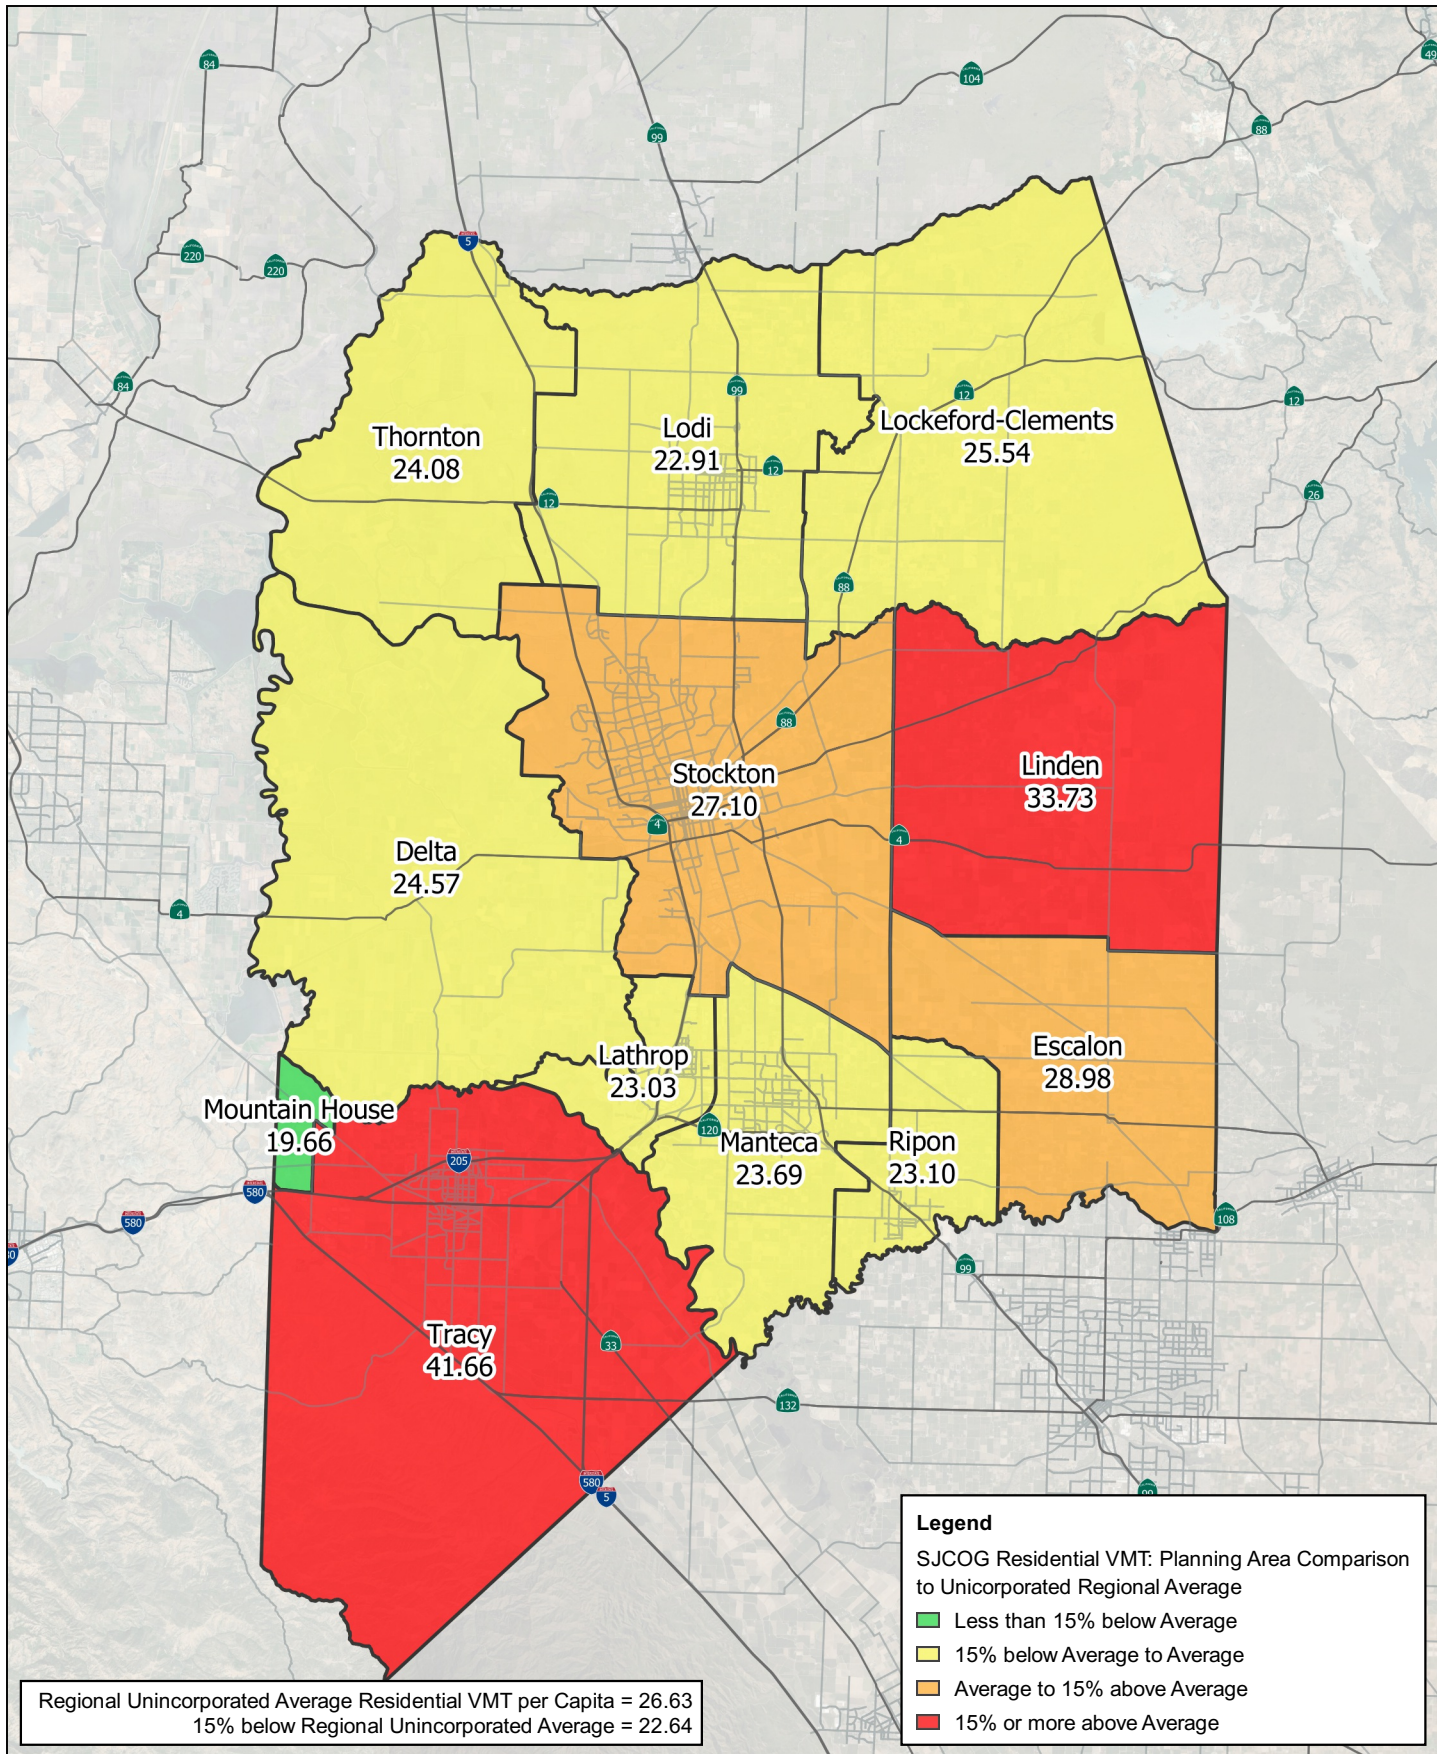 84
104
49
99
88
220
220
5
84
99
12
12
Thornton
24.08
Lodi
22.91
Lockeford-Clements
25.54
12
12
26
88
88
Stockton
27.10
Linden
33.73
4
4
Delta
24.57
4
Lathrop
23.03
Escalon
28.98
Mountain House
19.66
120
Manteca
23.69
Ripon
23.10
205
580
580
108
99
Tracy
41.66
33
132
580
5
Legend
SJCOG Residential VMT: Planning Area Comparison
to Unicorporated Regional Average
Less than 15% below Average
15% below Average to Average
Average to 15% above Average
15% or more above Average
Regional Unincorporated Average Residential VMT per Capita = 26.63
15% below Regional Unincorporated Average = 22.64